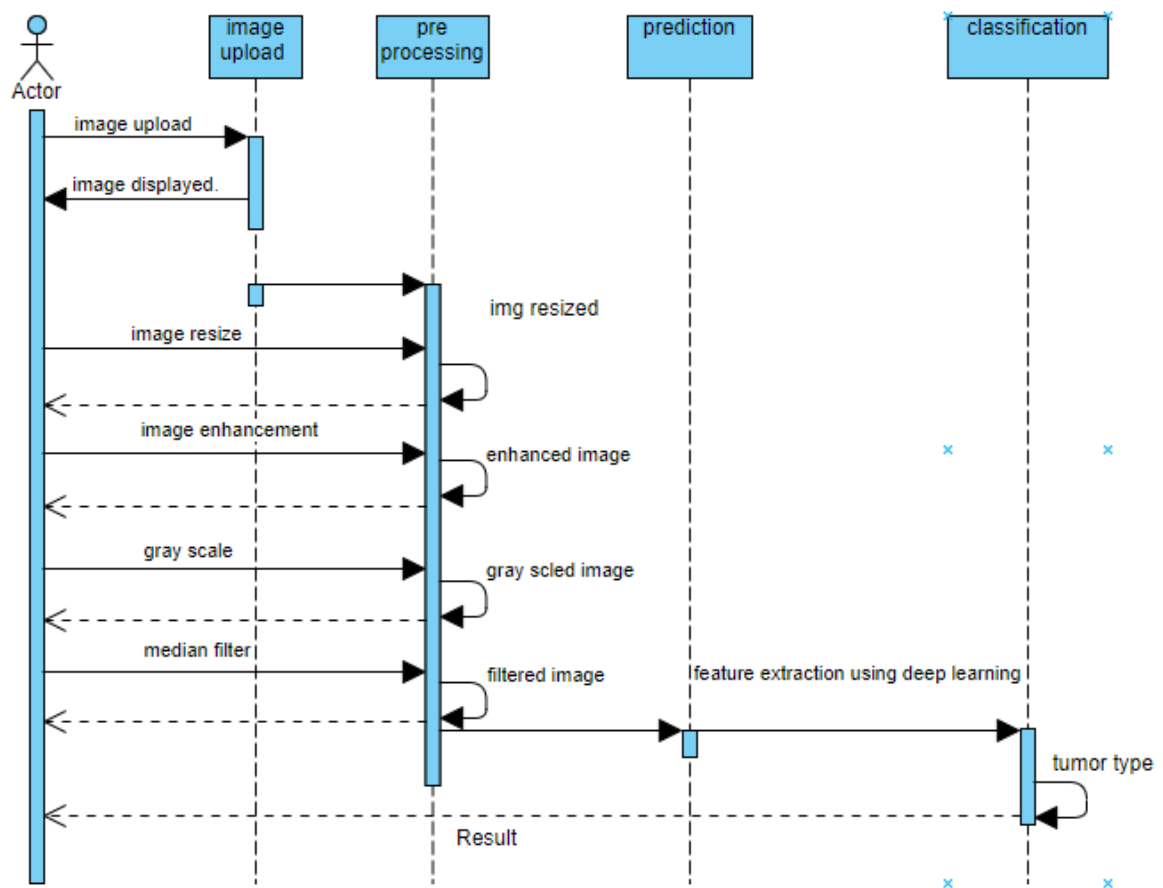 image
upload
pre
processing
prediction
classification
Actor
image upload
image displayed.
img resized
image resize
image enhancement
enhanced image
gray scale
gray scled image
median filter
filtered image
feature extraction using deep learning
tumor type
Result